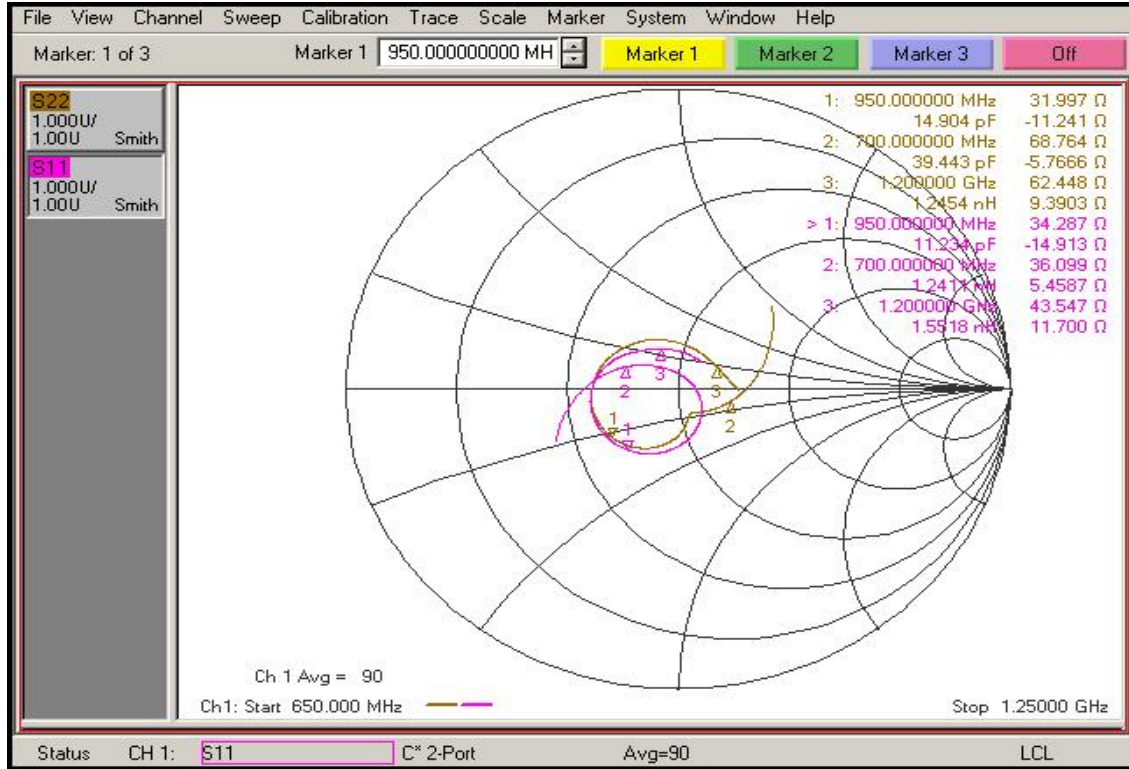 File View Channel Sweep Calibration Trace Scale Marker System Window Help
Marker: 1 of 3 Marker 1 950.000000000 MH Marker 1 Marker 2 Marker 3 Off
S22
1.000U/
1.00U Smith
S11
1.000U/
1.00U Smith
1: 950.000000 MHz 31.997 Ω
14.904 pF -11.241 Ω
2: 700.000000 MHz 68.764 Ω
39.443 pF -5.7666 Ω
3: 1.200000 GHz 62.448 Ω
1.2454 nH 9.3903 Ω
> 1: 950.000000 MHz 34.287 Ω
11.234 pF -14.913 Ω
2: 700.000000 MHz 36.099 Ω
1.2411 nH 5.4587 Ω
3: 1.200000 GHz 43.547 Ω
1.5518 nH 11.700 Ω
3
2
3
1
2
1
Ch 1 Avg = 90
Ch1: Start 650.000 MHz Stop 1.25000 GHz
Status CH 1: S11 C* 2-Port Avg=90 LCL